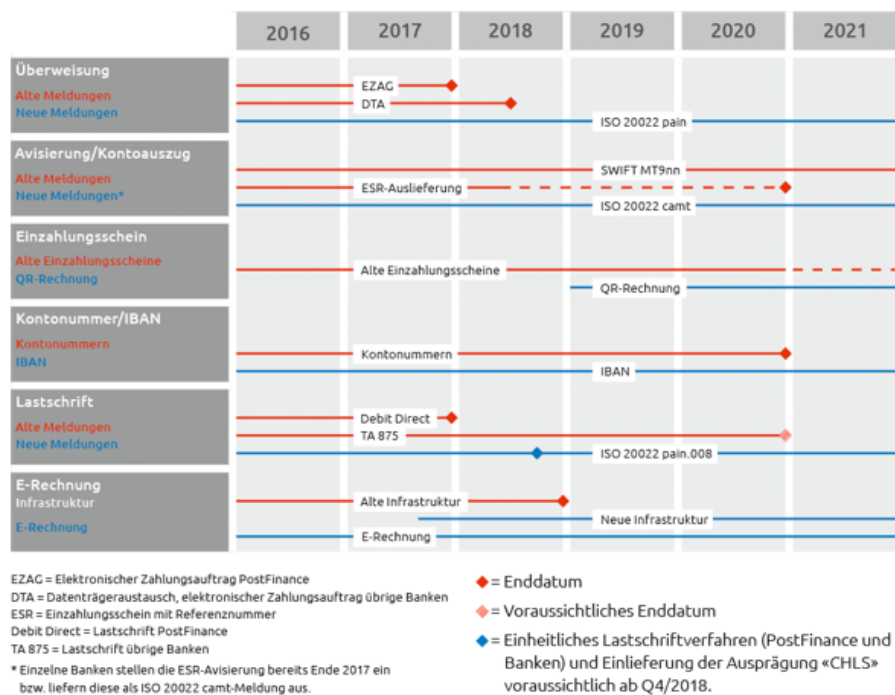 2016 2017 2018 2019 2020 2021
Überweisung
Alte Meldungen
Neue Meldungen
EZAG
DTA
ISO 20022 pain
Avisierung/Kontoauszug
Alte Meldungen
Neue Meldungen*
SWIFT MT9nn
ESR-Auslieferung
ISO 20022 camt
Einzahlungsschein
Alte Einzahlungsscheine
QR-Rechnung
Alte Einzahlungsscheine
QR-Rechnung
Kontonummer/IBAN
Kontonummern
IBAN
Kontonummern
IBAN
Lastschrift
Alte Meldungen
Neue Meldungen
Debit Direct
TA 875
ISO 20022 pain.008
E-Rechnung
Infrastruktur
E-Rechnung
Alte Infrastruktur
Neue Infrastruktur
E-Rechnung
EZAG = Elektronischer Zahlungsauftrag PostFinance
DTA = Datenträgeraustausch, elektronischer Zahlungsauftrag übrige Banken
ESR = Einzahlungsschein mit Referenznummer
Debit Direct = Lastschrift PostFinance
TA 875 = Lastschrift übrige Banken
* Einzelne Banken stellen die ESR-Avisierung bereits Ende 2017 ein
bzw. liefern diese als ISO 20022 camt-Meldung aus.
= Enddatum
= Voraussichtliches Enddatum
= Einheitliches Lastschriftverfahren (PostFinance und
Banken) und Einlieferung der Ausprägung «CHLS»
voraussichtlich ab Q4/2018.